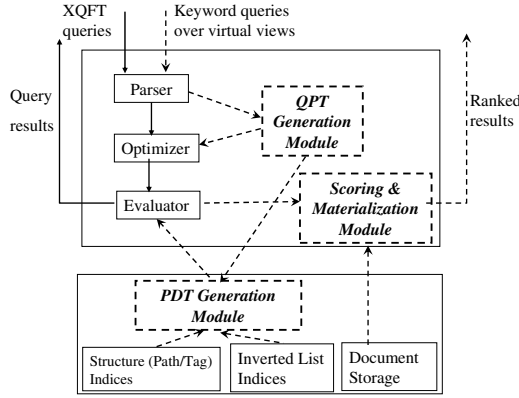 XQFT
queries
Keyword queries
over virtual views
Query
results
Parser
QPT
Generation
Module
Ranked
results
Optimizer
Evaluator
Scoring &
Materialization
Module
PDT Generation
Module
Structure (Path/Tag)
Indices
Inverted List
Indices
Document
Storage